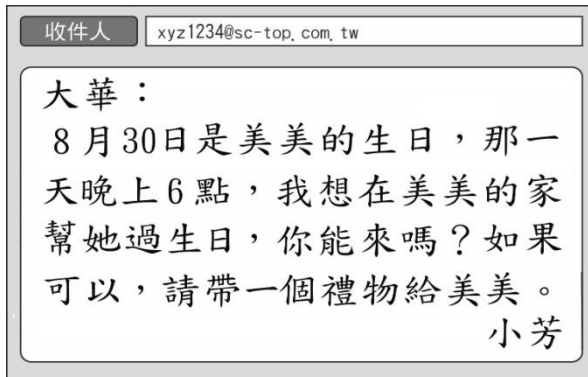 收件人 xyz1234@sc-top.com.tw
大華：
8月30日是美美的生日，那一
天晚上6點，我想在美美的家
幫她過生日，你能來嗎？如果
可以，請帶一個禮物給美美。
小芳